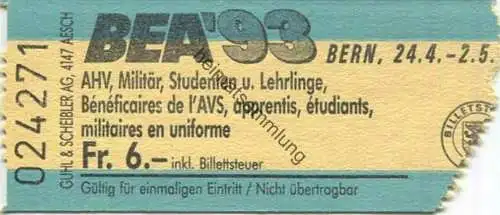 024271
GUHL & SCHEIBLER AG, 4147 AESCH
BEA'93 BERN, 24.4.-2.5.
AHV, Militär, Studenten u. Lehrlinge,
Bénéficaires de l'AVS, apprentis, étudiants,
militaires en uniforme
Fr. 6.– inkl. Billettsteuer
Gültig für einmaligen Eintritt / Nicht übertragbar
BILLETST